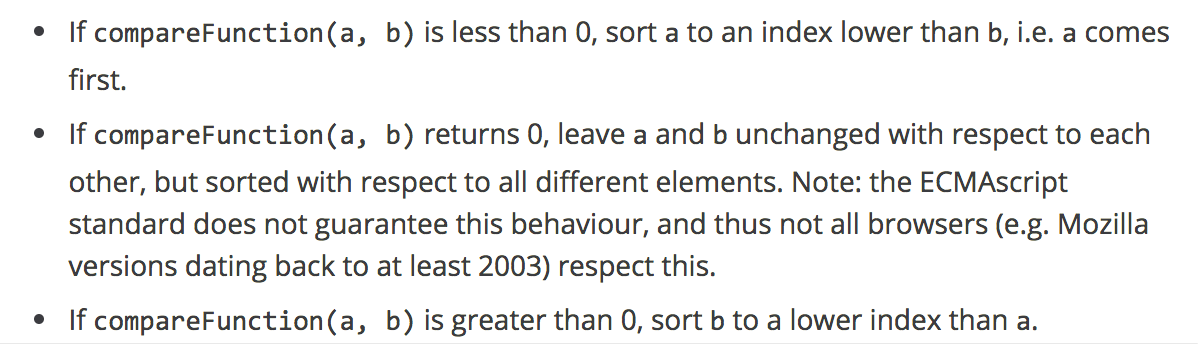 • If compareFunction(a, b) is less than 0, sort a to an index lower than b, i.e. a comes
first.
• If compareFunction(a, b) returns 0, leave a and b unchanged with respect to each
other, but sorted with respect to all different elements. Note: the ECMAscript
standard does not guarantee this behaviour, and thus not all browsers (e.g. Mozilla
versions dating back to at least 2003) respect this.
• If compareFunction(a, b) is greater than 0, sort b to a lower index than a.